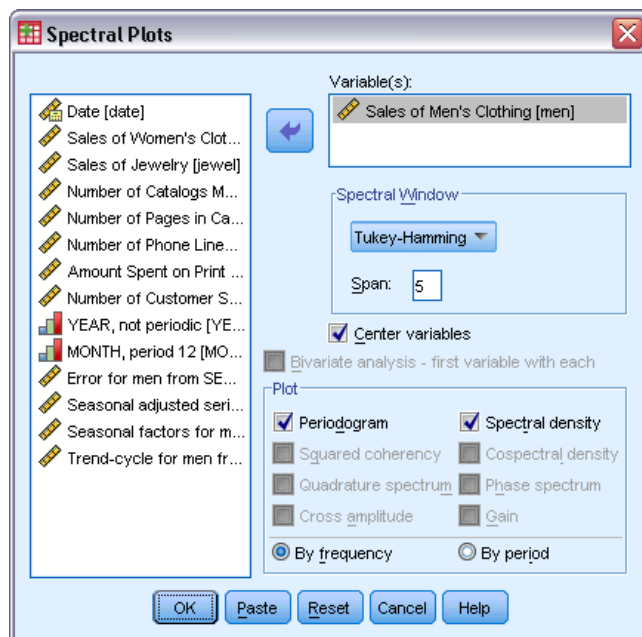 Spectral Plots
Date [date]
Sales of Women's Clot...
Sales of Jewelry [jewel]
Number of Catalogs M...
Number of Pages in Ca...
Number of Phone Line...
Amount Spent on Print ...
Number of Customer S...
YEAR, not periodic [YE...
MONTH, period 12 [MO...
Error for men from SE...
Seasonal adjusted seri...
Seasonal factors for m...
Trend-cycle for men fr...
Variable(s):
Sales of Men's Clothing [men]
Spectral Window
Tukey-Hamming
Span: 5
Center variables
Bivariate analysis - first variable with each
Plot
Periodogram
Spectral density
Squared coherency
Cospectral density
Quadrature spectrum
Phase spectrum
Cross amplitude
Gain
By frequency
By period
OK
Paste
Reset
Cancel
Help